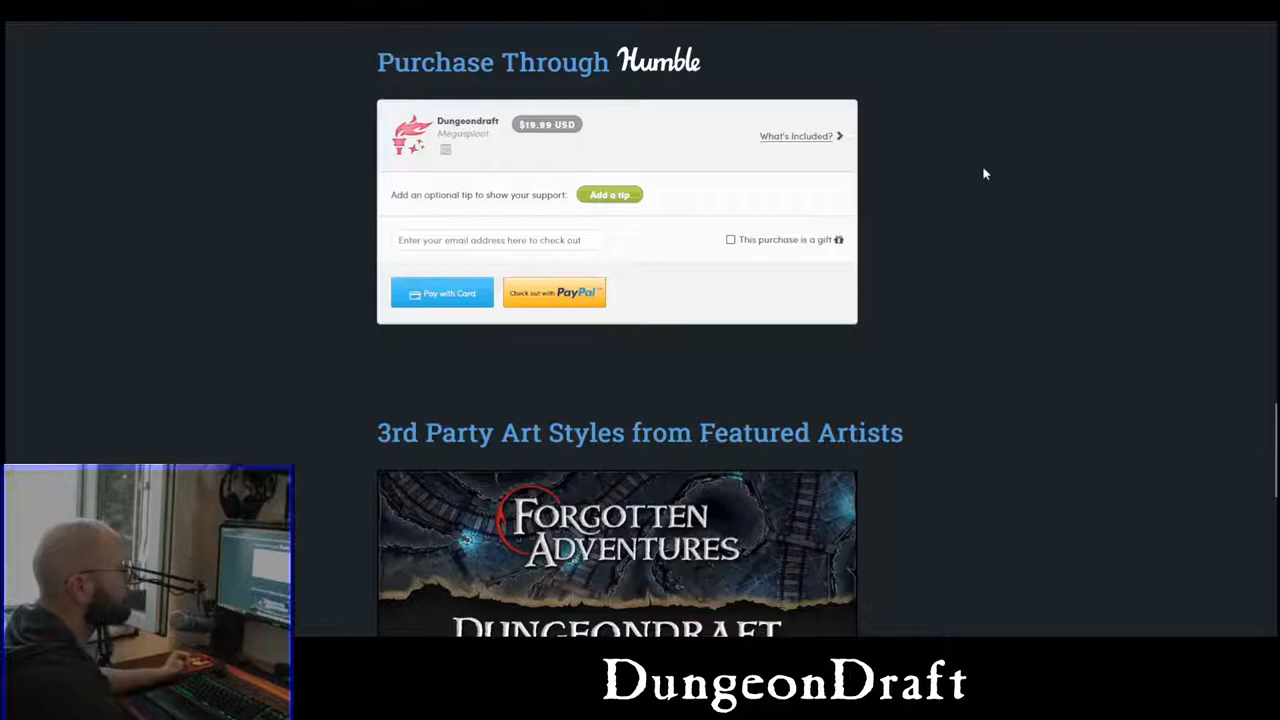 Purchase Through Humble
Dungeondraft $19.99 USD
Megasploot
What's Included?
Add an optional tip to show your support: Add a tip
Enter your email address here to check out
This purchase is a gift
Pay with Card
Check out with PayPal™
3rd Party Art Styles from Featured Artists
FORGOTTEN
ADVENTURES
DUNGEONDRAFT
DungeonDraft